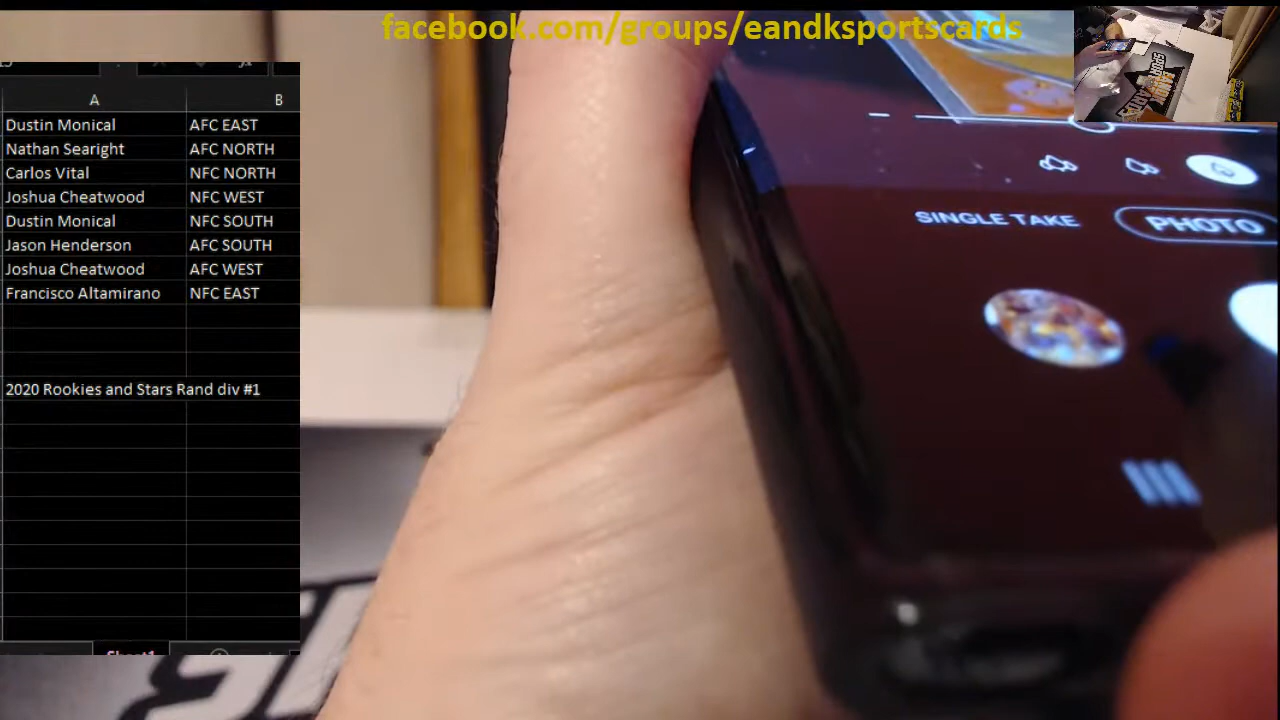 facebook.com/groups/eandksportscards
A B
Dustin Monical AFC EAST
Nathan Searight AFC NORTH
Carlos Vital NFC NORTH
Joshua Cheatwood NFC WEST
Dustin Monical NFC SOUTH
Jason Henderson AFC SOUTH
Joshua Cheatwood AFC WEST
Francisco Altamirano NFC EAST
2020 Rookies and Stars Rand div #1
Sheet1
SINGLE TAKE PHOTO